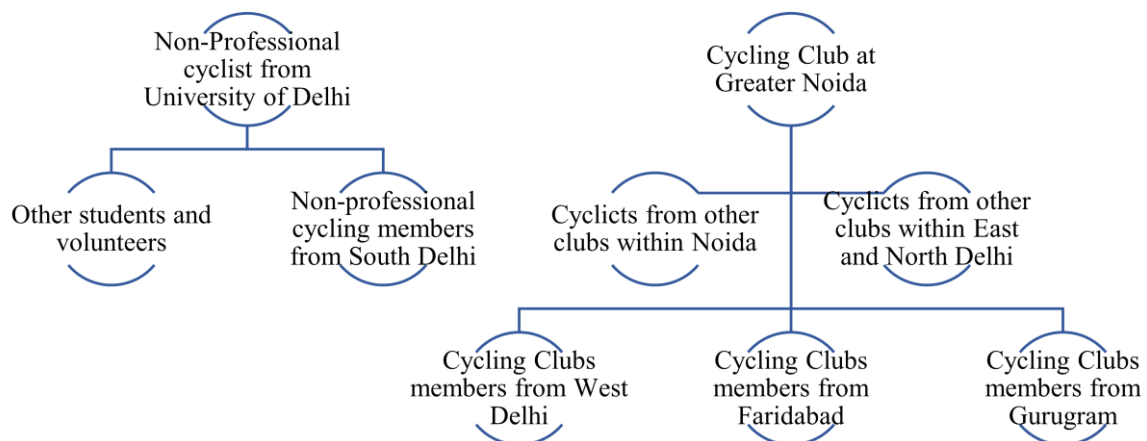 Non-Professional
cyclist from
University of Delhi
Cycling Club at
Greater Noida
Other students and
volunteers
Non-professional
cycling members
from South Delhi
Cyclicts from other
clubs within Noida
Cyclicts from other
clubs within East
and North Delhi
Cycling Clubs
members from West
Delhi
Cycling Clubs
members from
Faridabad
Cycling Clubs
members from
Gurugram